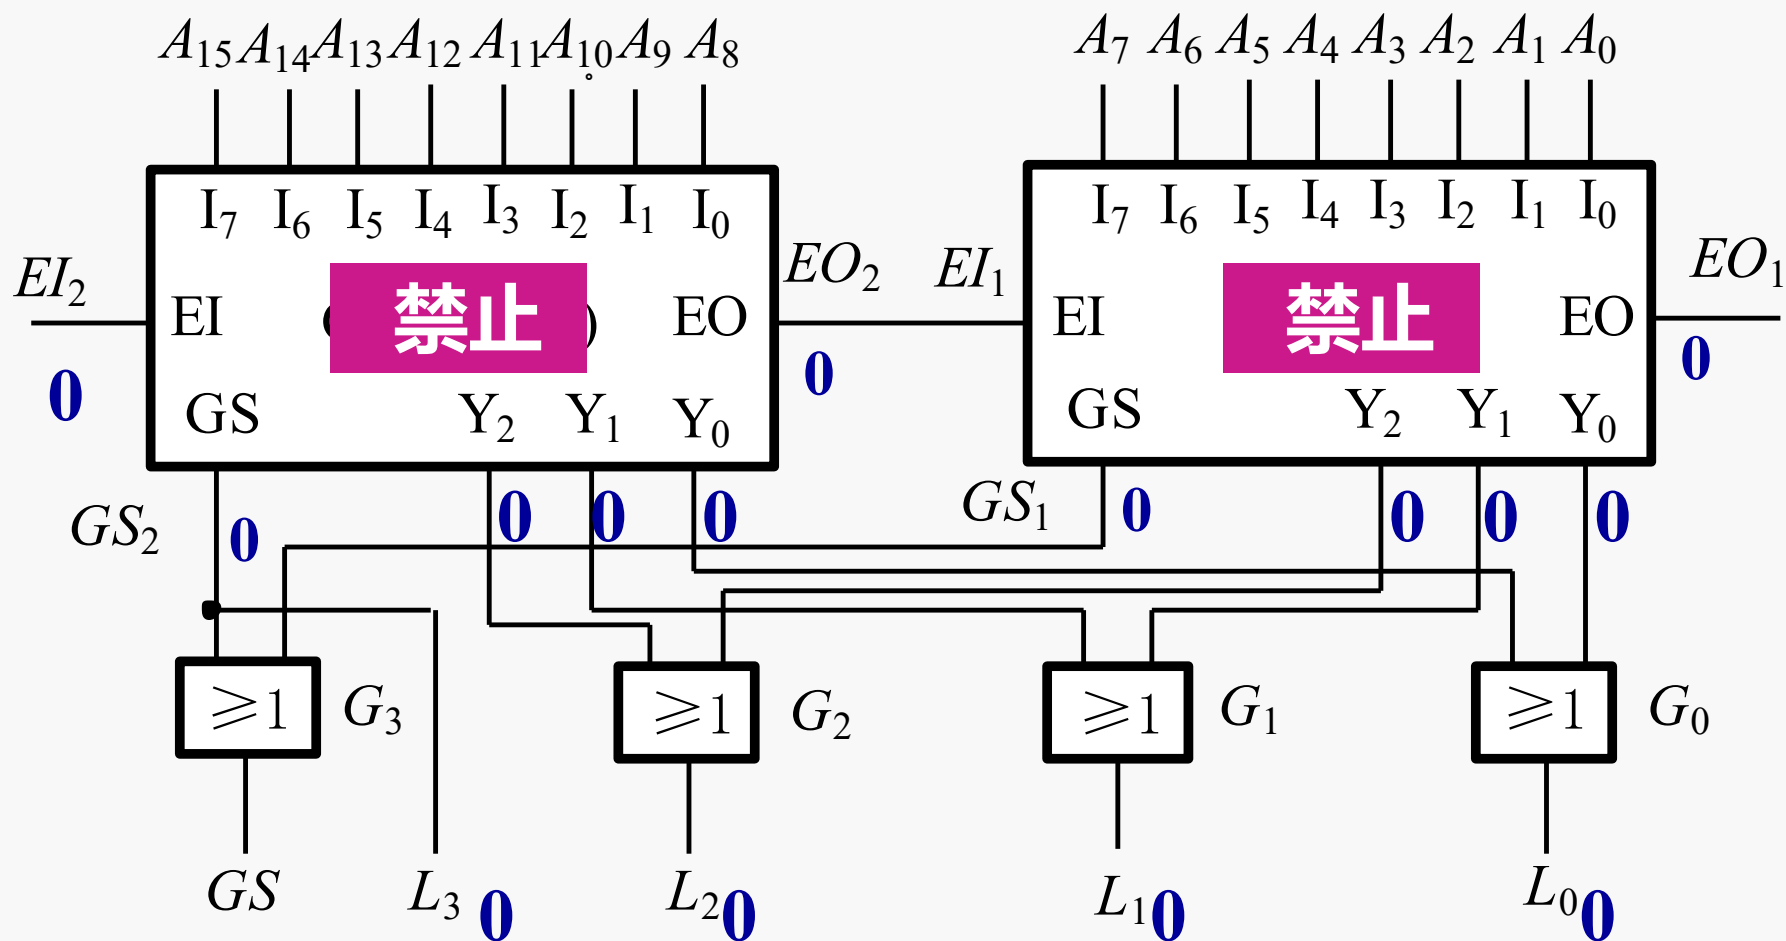 A15 A14 A13 A12 A11 A10 A9 A8 A7 A6 A5 A4 A3 A2 A1 A0
I7 I6 I5 I4 I3 I2 I1 I0 I7 I6 I5 I4 I3 I2 I1 I0
EI2 EI 禁止 ) EO EO2 EI1 EI 禁止 EO EO1
0 0 0
GS Y2 Y1 Y0 GS Y2 Y1 Y0
GS2 0 0 0 0 GS1 0 0 0 0
≥1 G3 ≥1 G2 ≥1 G1 ≥1 G0
GS L3 0 L2 0 L1 0 L0 0